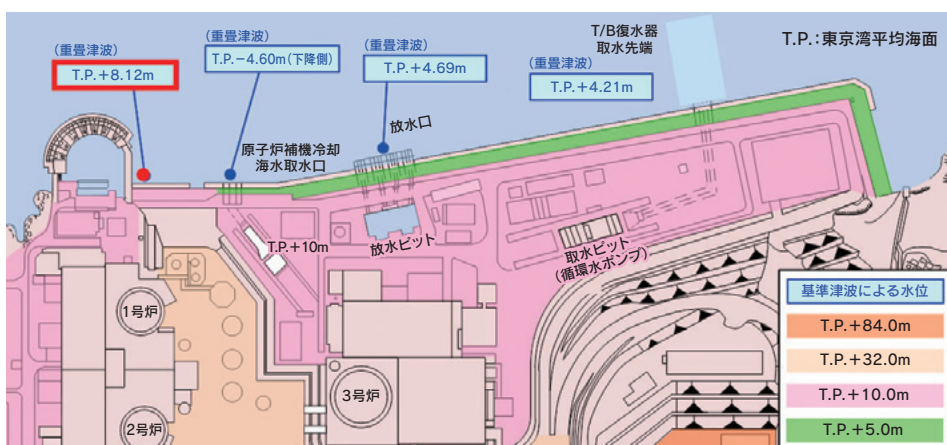 (重畳津波)
T.P.+8.12m
(重畳津波)
T.P.−4.60m(下降側)
(重畳津波)
T.P.+4.69m
(重畳津波)
T.P.+4.21m
T/B復水器
取水先端
T.P.:東京湾平均海面
原子炉補機冷却
海水取水口
放水口
T.P.+10m
放水ピット
取水ピット
(循環水ポンプ)
1号炉
2号炉
3号炉
基準津波による水位
T.P.+84.0m
T.P.+32.0m
T.P.+10.0m
T.P.+5.0m